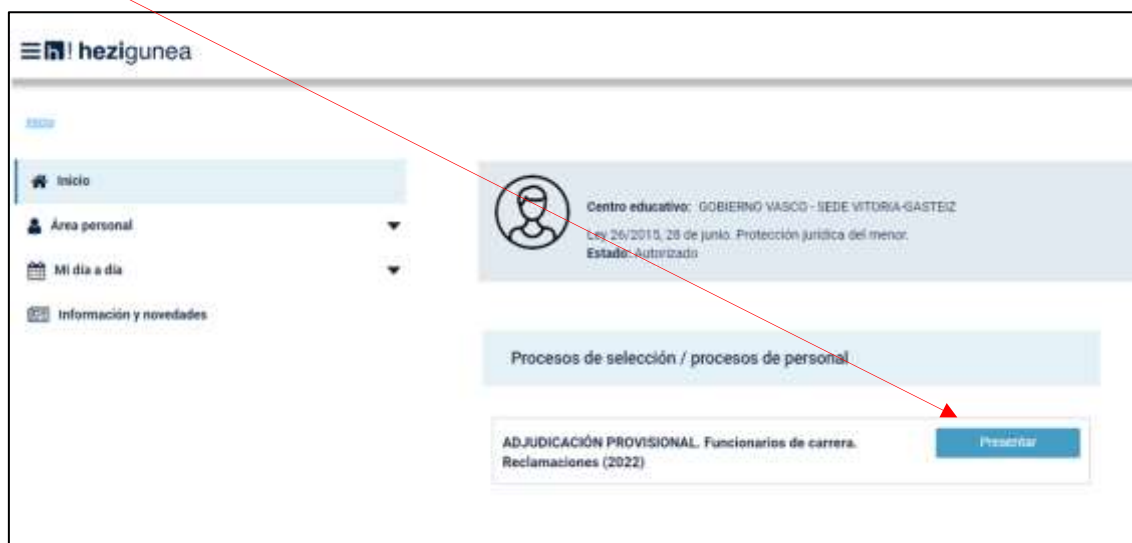 h! hezigunea
Inicio
Inicio
Área personal
Mi día a día
Información y novedades
Centro educativo: GOBIERNO VASCO - SEDE VITORIA-GASTEIZ
Ley 26/2015, 28 de junio. Protección jurídica del menor.
Estado: Autorizado
Procesos de selección / procesos de personal
ADJUDICACIÓN PROVISIONAL. Funcionarios de carrera.
Reclamaciones (2022)
Presentar